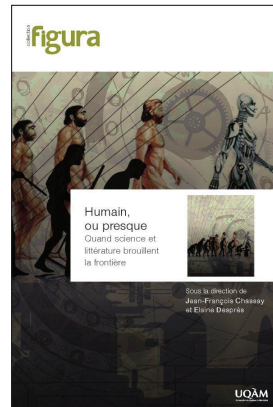 collection
figura
Humain,
ou presque
Quand science et
littérature brouillent
la frontière
Sous la direction de
Jean-François Chassay
et Elaine Després
UQÀM